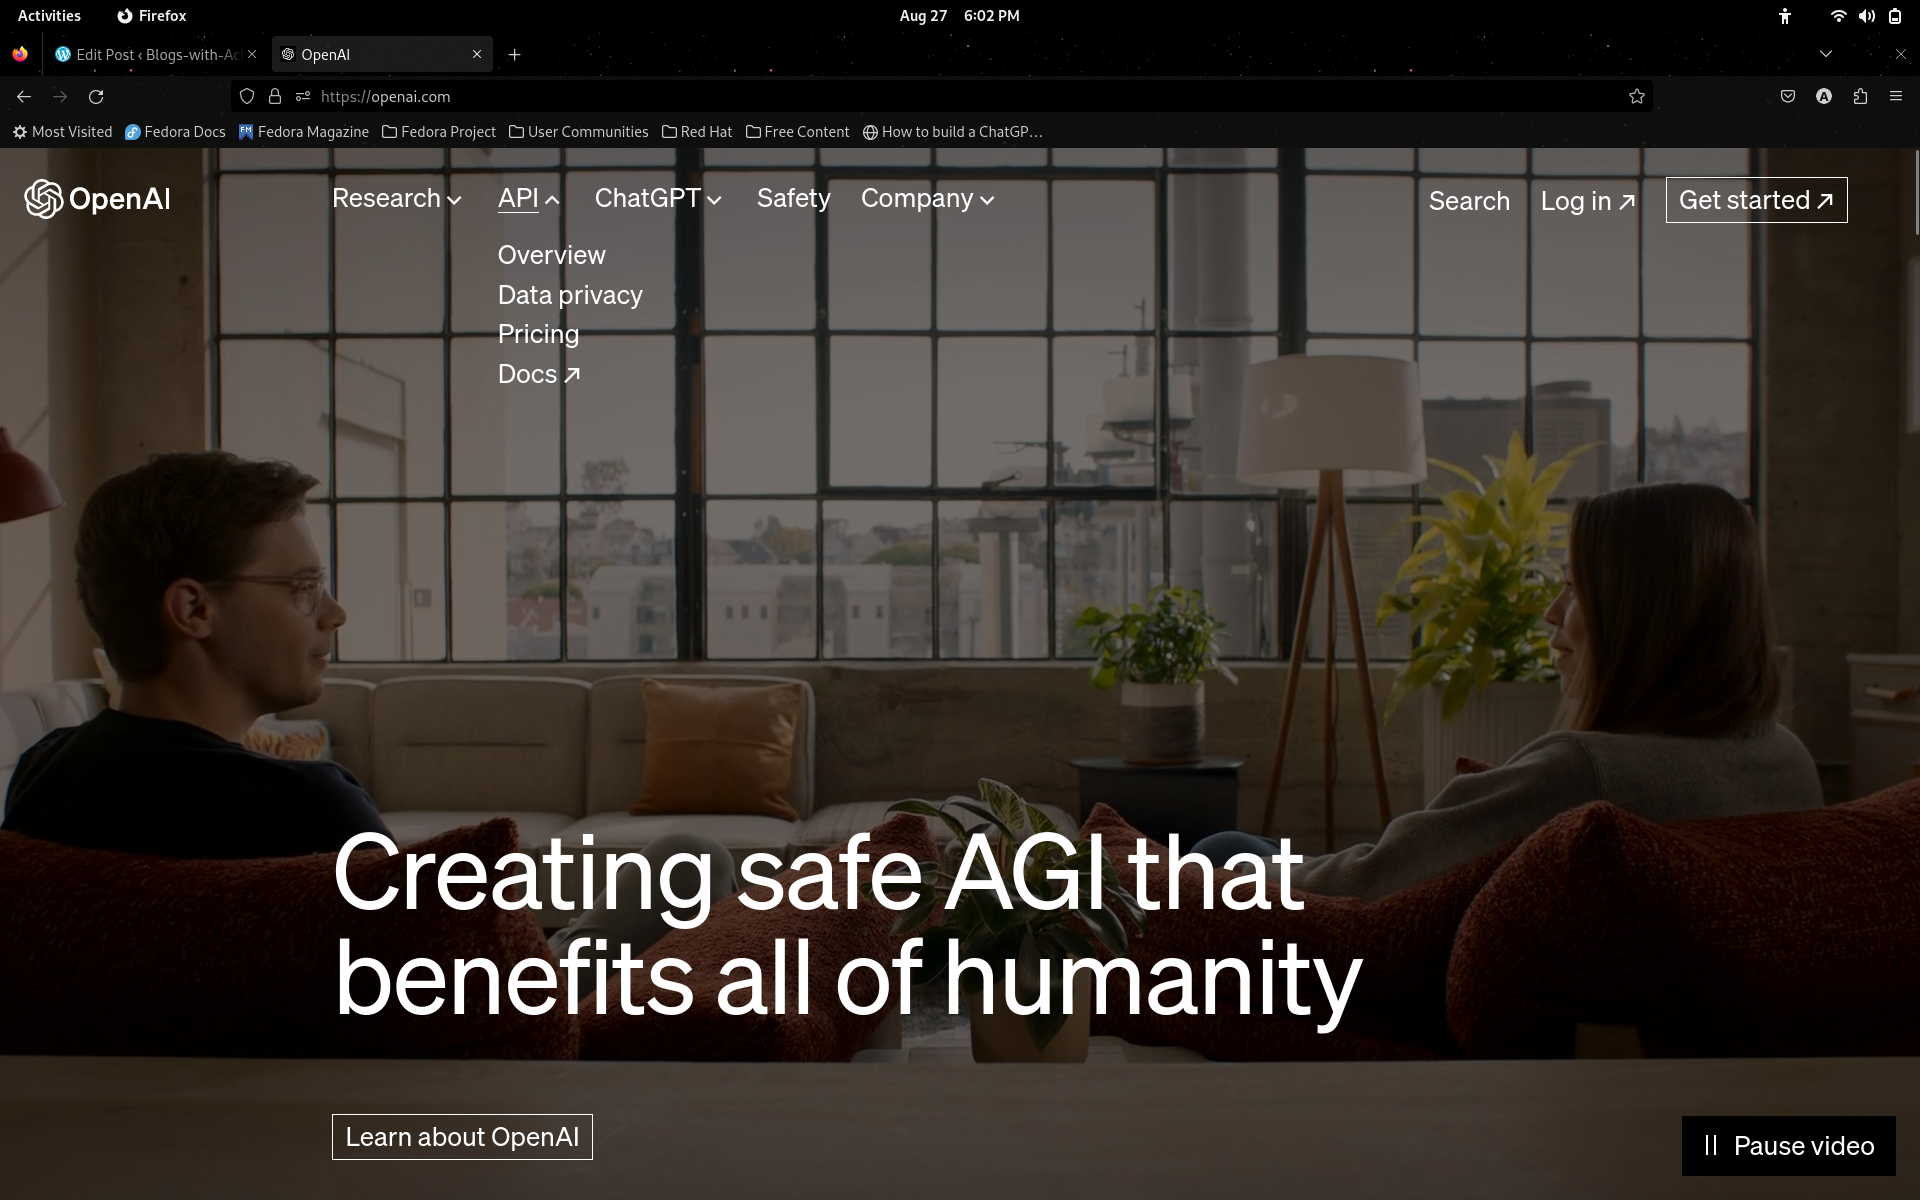 Activities Firefox Aug 27 6:02 PM
Edit Post ‹ Blogs-with-Ac OpenAI
https://openai.com
Most Visited Fedora Docs Fedora Magazine Fedora Project User Communities Red Hat Free Content How to build a ChatGP...
OpenAI Research API ChatGPT Safety Company Search Log in Get started
Overview
Data privacy
Pricing
Docs
Creating safe AGI that
benefits all of humanity
Learn about OpenAI
Pause video